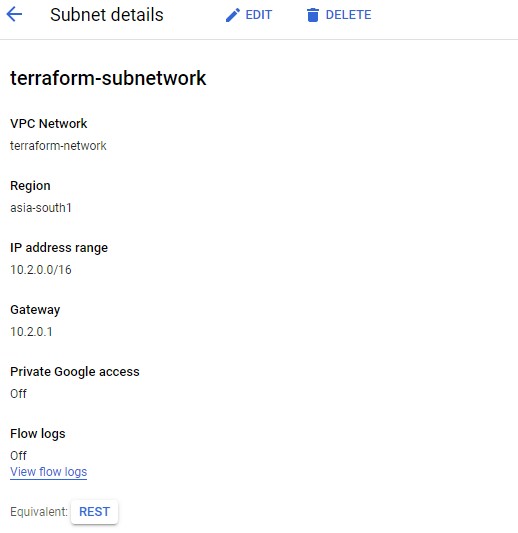 Subnet details EDIT DELETE
terraform-subnetwork
VPC Network
terraform-network
Region
asia-south1
IP address range
10.2.0.0/16
Gateway
10.2.0.1
Private Google access
Off
Flow logs
Off
View flow logs
Equivalent: REST